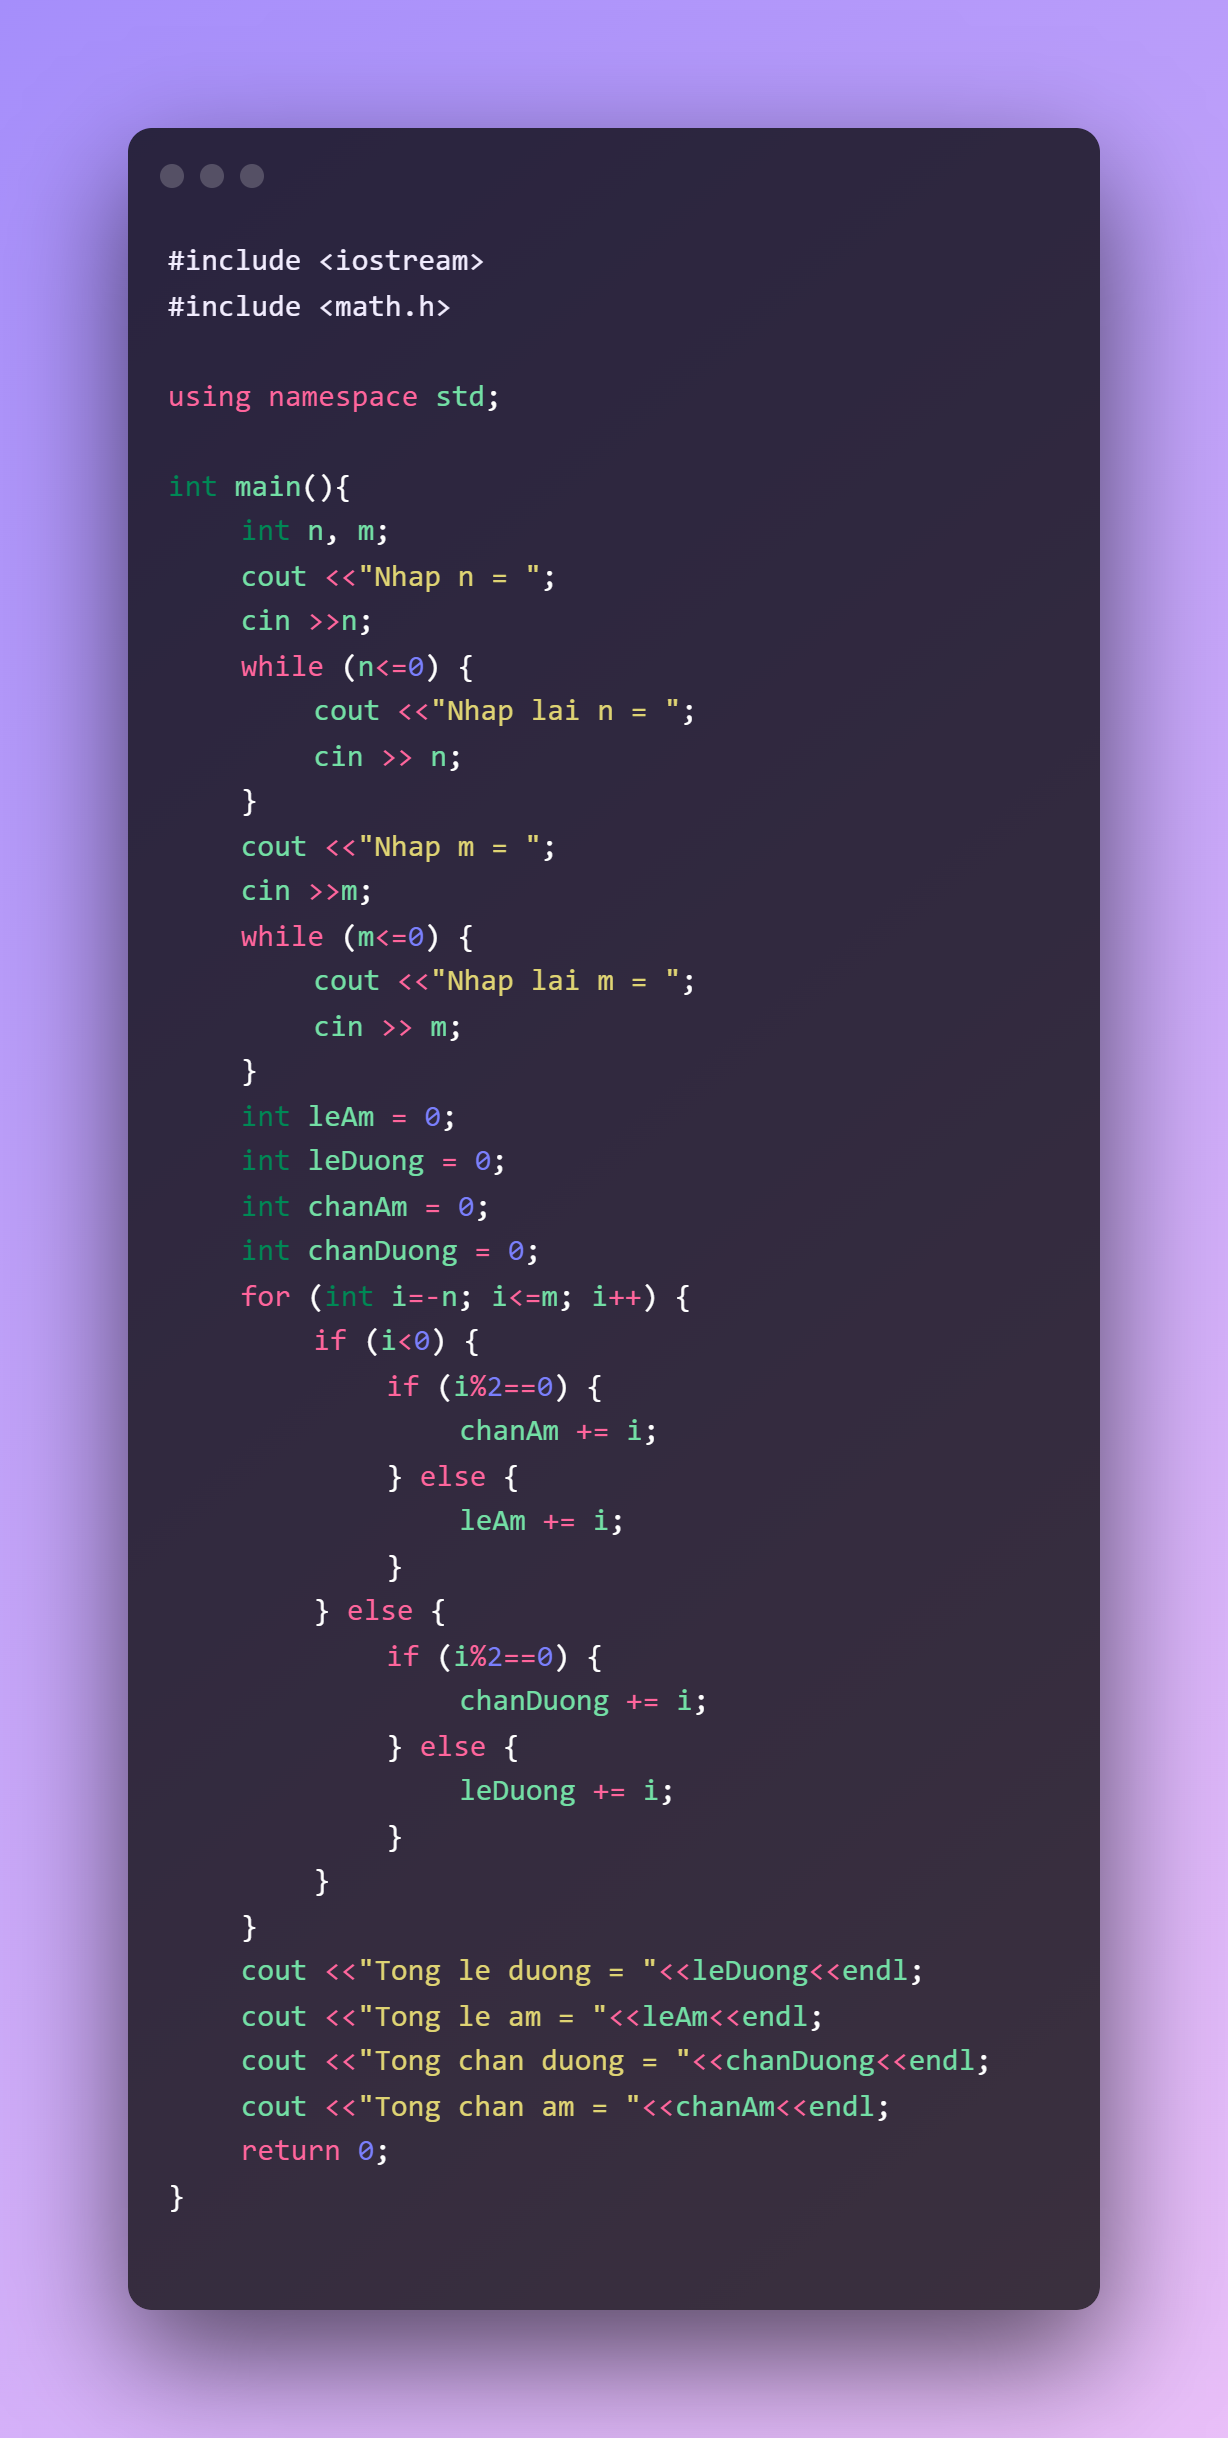 #include <iostream>
#include <math.h>
using namespace std;
int main(){
int n, m;
cout <<"Nhap n = ";
cin >>n;
while (n<=0) {
cout <<"Nhap lai n = ";
cin >> n;
}
cout <<"Nhap m = ";
cin >>m;
while (m<=0) {
cout <<"Nhap lai m = ";
cin >> m;
}
int leAm = 0;
int leDuong = 0;
int chanAm = 0;
int chanDuong = 0;
for (int i=-n; i<=m; i++) {
if (i<0) {
if (i%2==0) {
chanAm += i;
} else {
leAm += i;
}
} else {
if (i%2==0) {
chanDuong += i;
} else {
leDuong += i;
}
}
}
cout <<"Tong le duong = "<<leDuong<<endl;
cout <<"Tong le am = "<<leAm<<endl;
cout <<"Tong chan duong = "<<chanDuong<<endl;
cout <<"Tong chan am = "<<chanAm<<endl;
return 0;
}